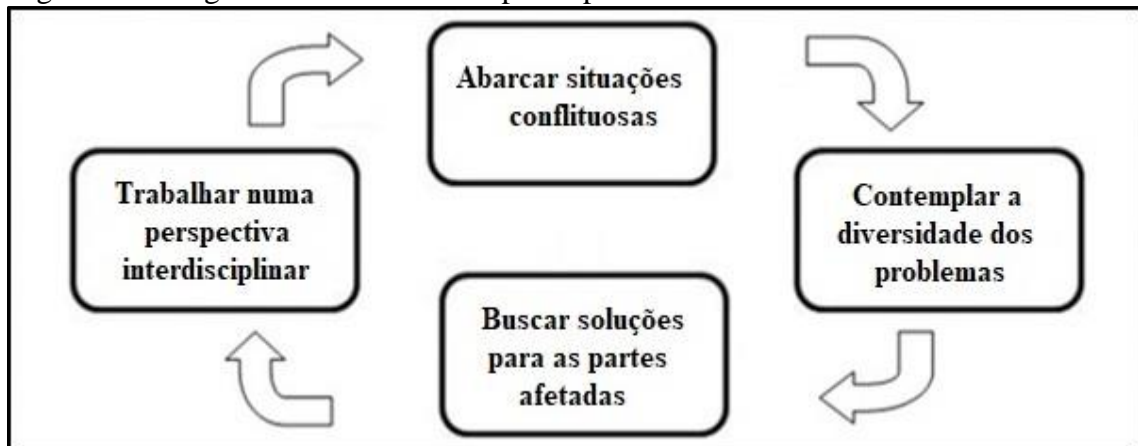 Abarcar situações
conflituosas
Contemplar a
diversidade dos
problemas
Buscar soluções
para as partes
afetadas
Trabalhar numa
perspectiva
interdisciplinar